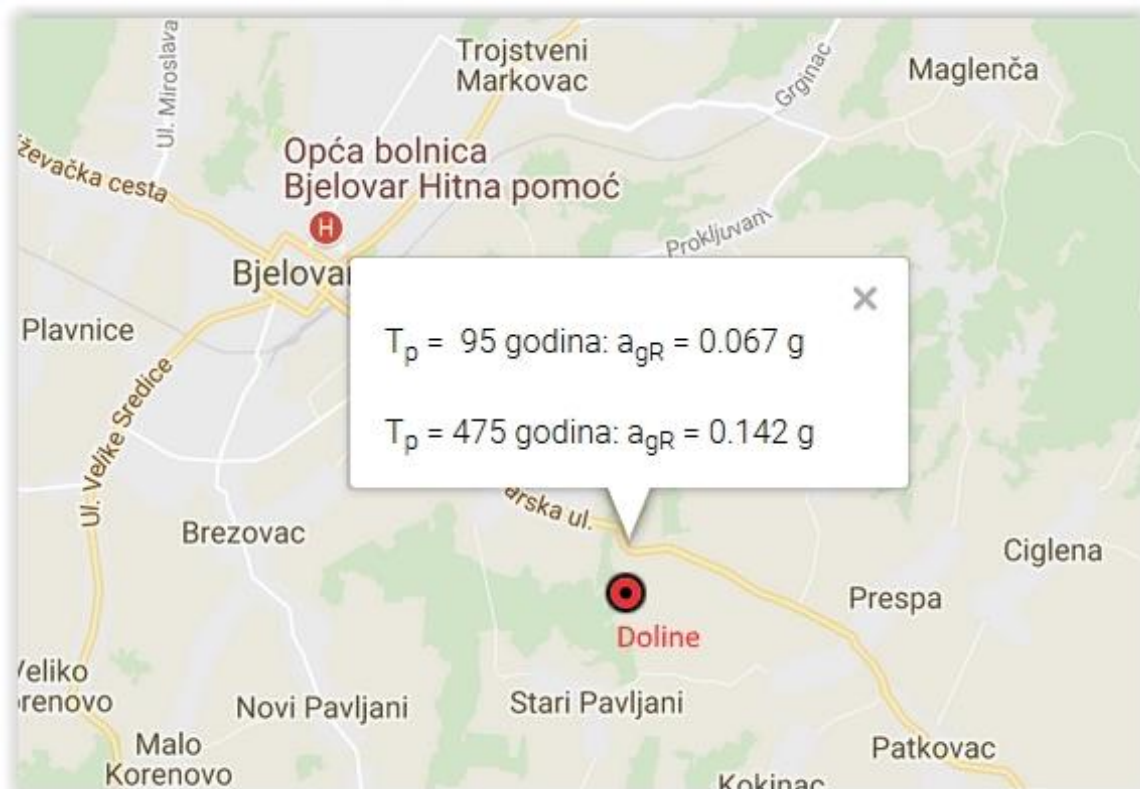 Trojstveni
Markovac
Ul. Miroslava
Grginac
Maglenča
iževačka cesta
Opća bolnica
Bjelovar Hitna pomoć
H
Prokljuvani
Bjelovar
Plavnice
T_p = 95 godina: a_gR = 0.067 g
T_p = 475 godina: a_gR = 0.142 g
Ul. Velike Sredice
arska ul.
Brezovac
Ciglena
Prespa
Doline
Veliko
orenovo
Novi Pavljani
Stari Pavljani
Malo
Korenovo
Patkovac
Kokinac